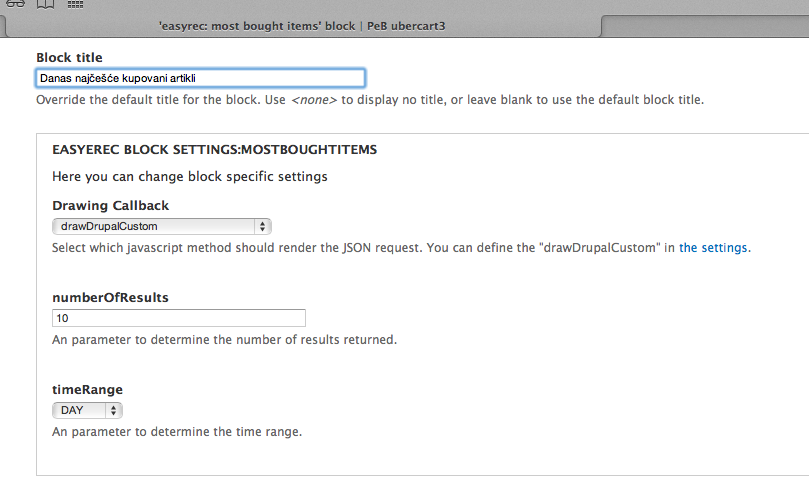 'easyrec: most bought items' block | PeB ubercart3
Block title
Danas najčešće kupovani artikli
Override the default title for the block. Use <none> to display no title, or leave blank to use the default block title.
EASYEREC BLOCK SETTINGS:MOSTBOUGHTITEMS
Here you can change block specific settings
Drawing Callback
drawDrupalCustom
Select which javascript method should render the JSON request. You can define the "drawDrupalCustom" in the settings.
numberOfResults
10
An parameter to determine the number of results returned.
timeRange
DAY
An parameter to determine the time range.